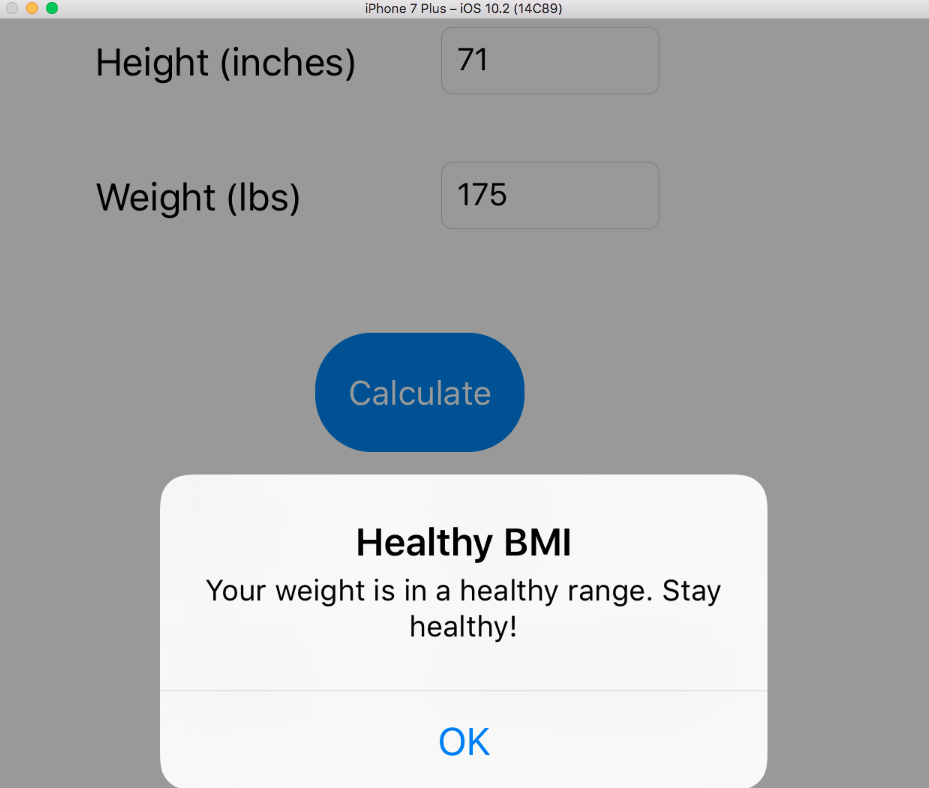 iPhone 7 Plus – iOS 10.2 (14C89)
Height (inches) 71
Weight (lbs) 175
Calculate
Healthy BMI
Your weight is in a healthy range. Stay
healthy!
OK